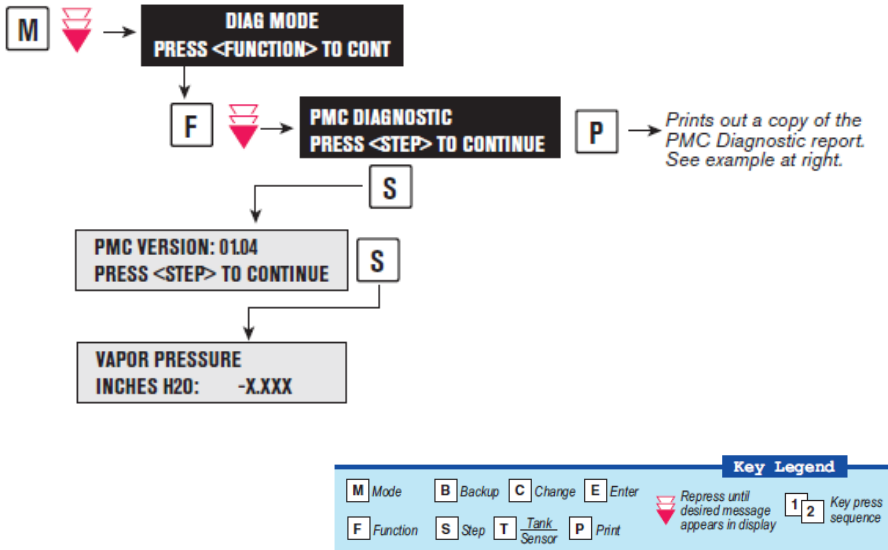 M
DIAG MODE
PRESS <FUNCTION> TO CONT
F
PMC DIAGNOSTIC
PRESS <STEP> TO CONTINUE
P
Prints out a copy of the
PMC Diagnostic report.
See example at right.
S
PMC VERSION: 01.04
PRESS <STEP> TO CONTINUE
S
VAPOR PRESSURE
INCHES H2O: -X.XXX
Key Legend
M Mode
B Backup
C Change
E Enter
Repress until
desired message
appears in display
1 2
Key press
sequence
F Function
S Step
T Tank
Sensor
P Print